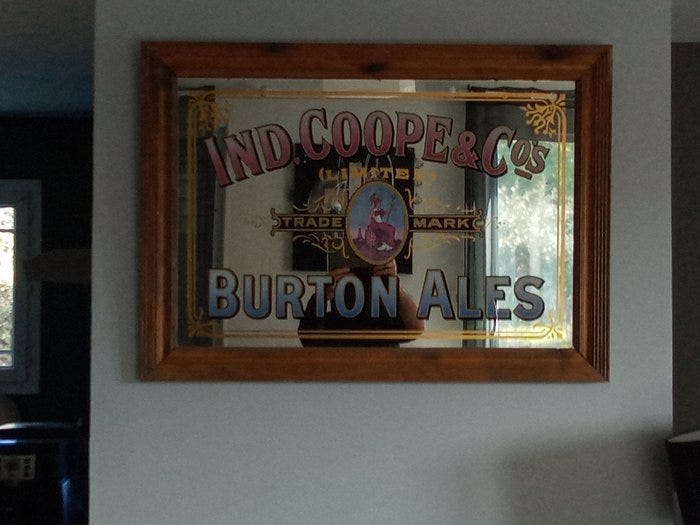 IND. COOPE & Co's
(LIMITED)
TRADE MARK
BURTON ALES